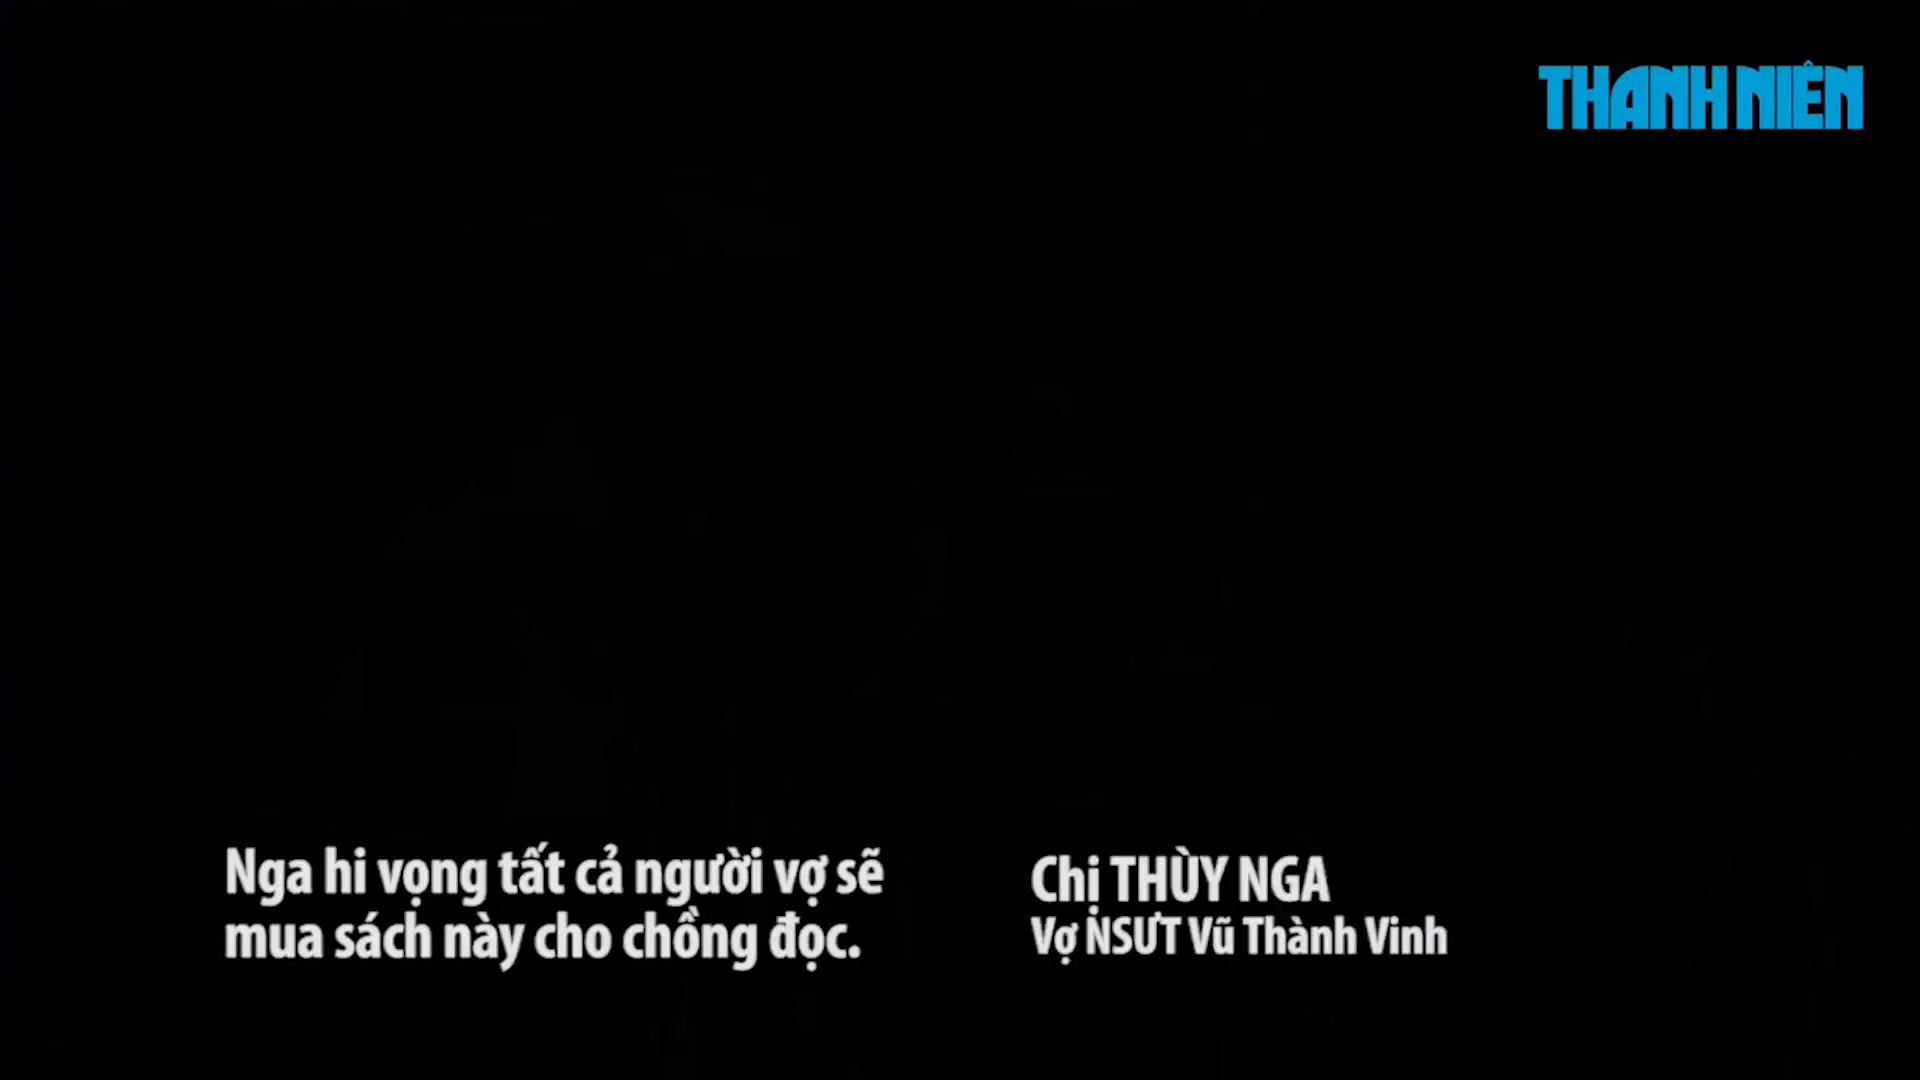 THANH NIÊN
Nga hi vọng tất cả người vợ sẽ
mua sách này cho chồng đọc.
Chị THÙY NGA
Vợ NSƯT Vũ Thành Vinh